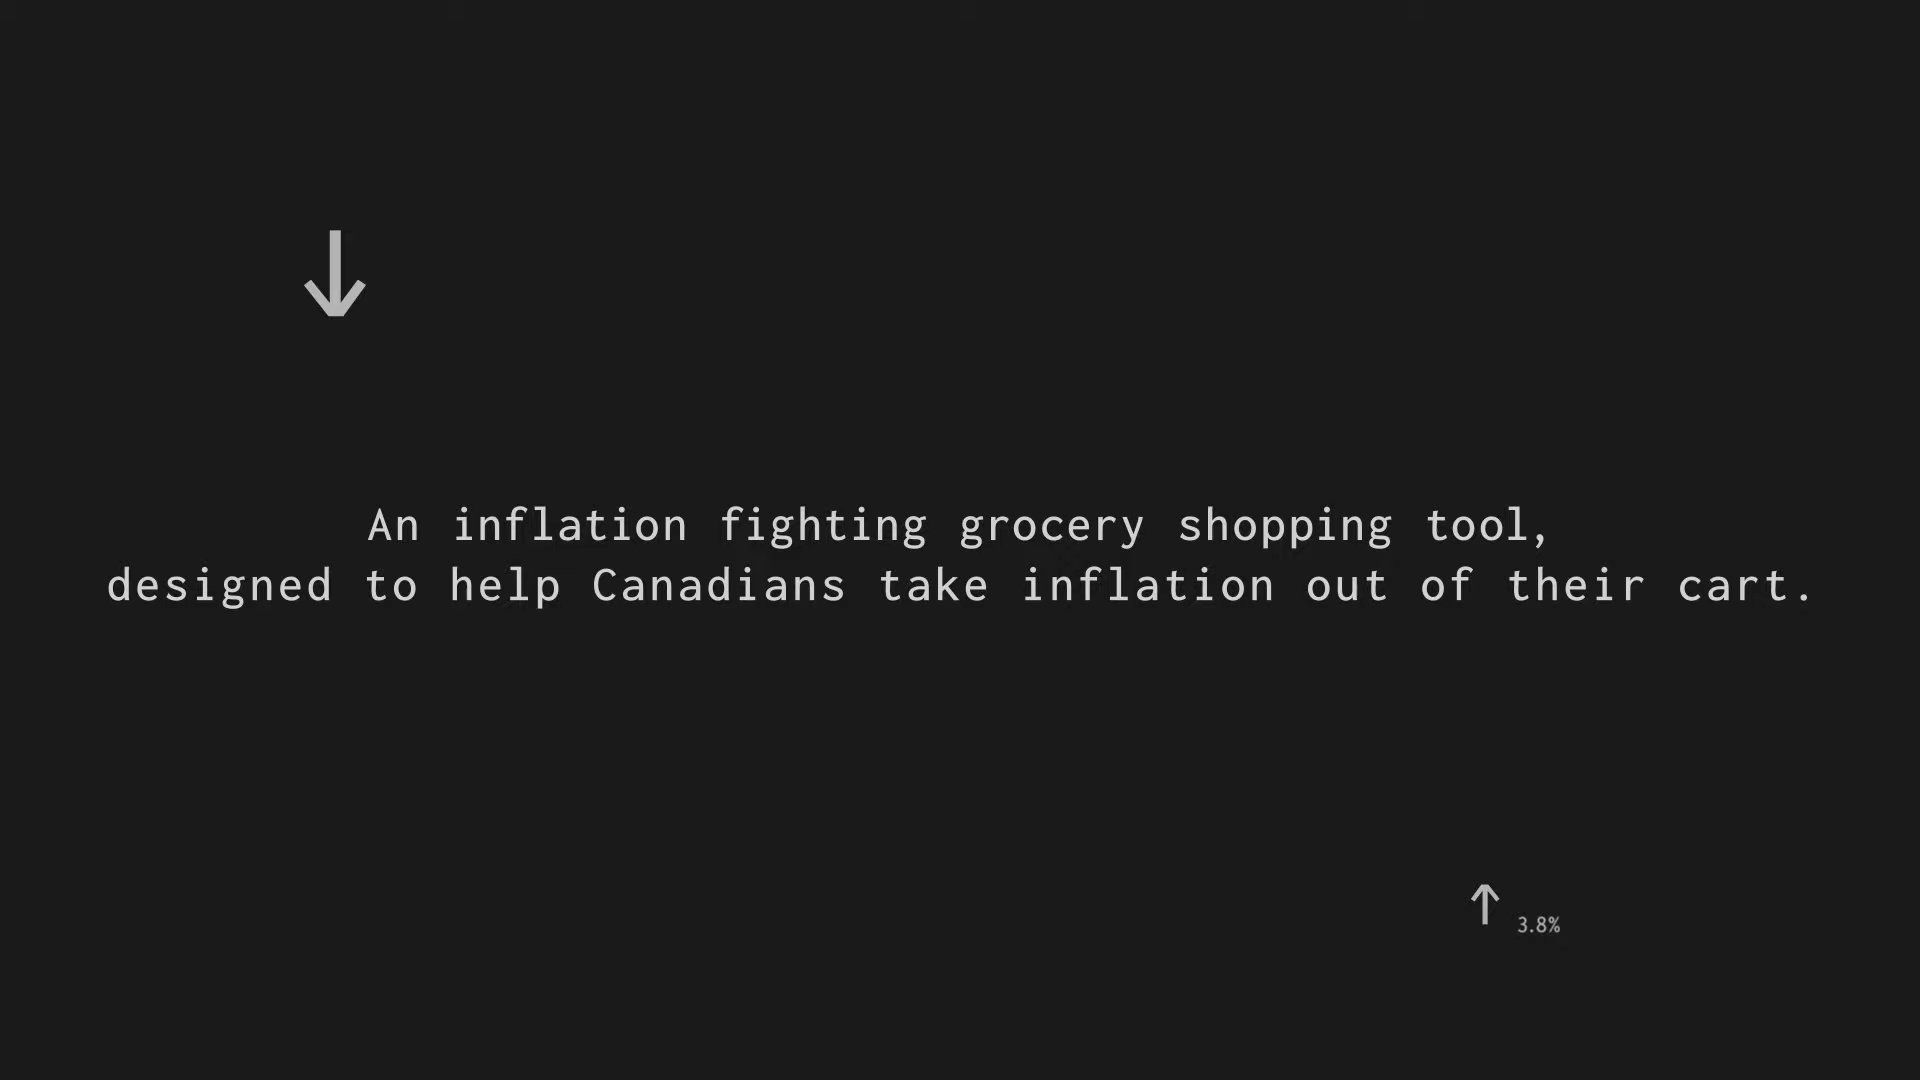 ↓
An inflation fighting grocery shopping tool,
designed to help Canadians take inflation out of their cart.
↑ 3.8%